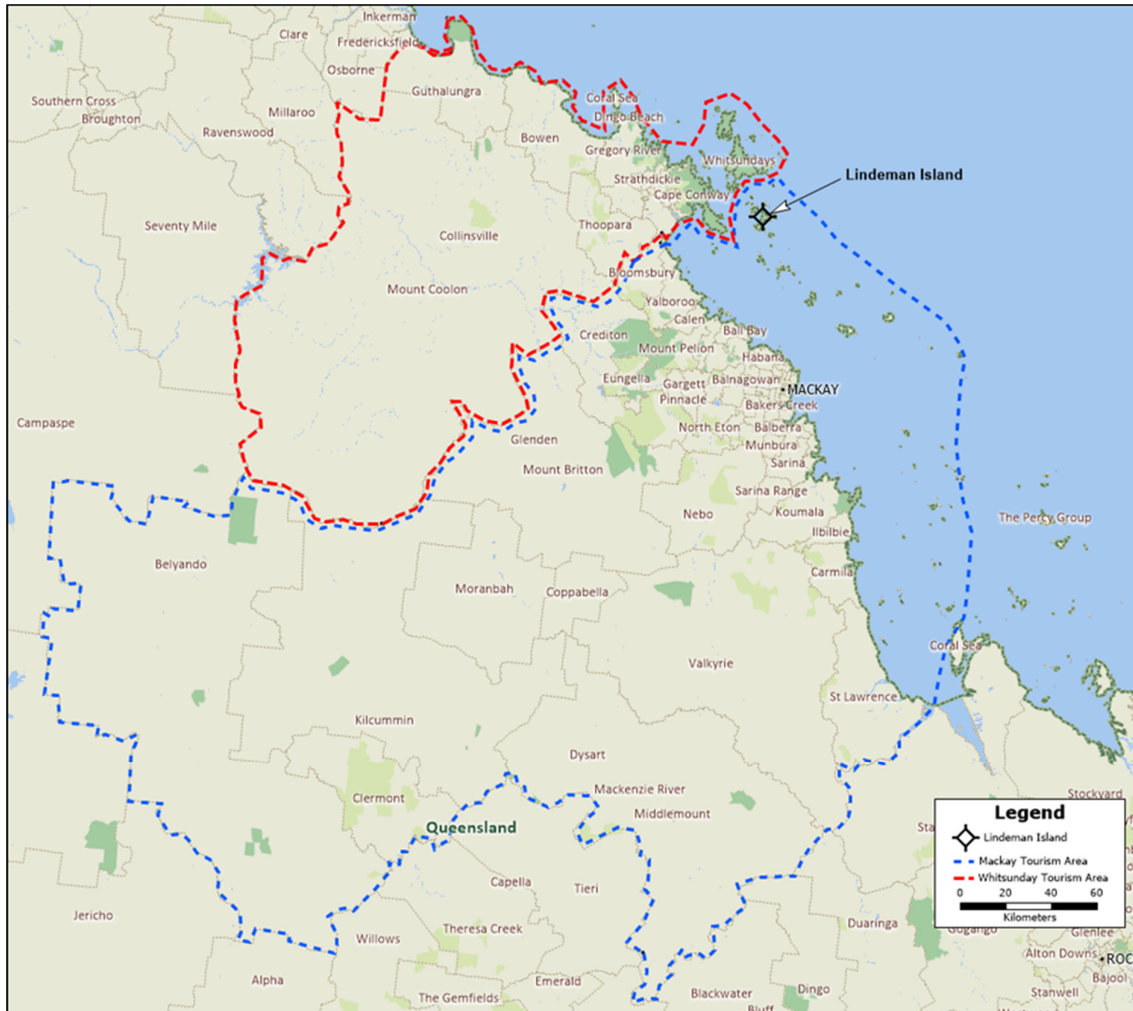 Inkerman
Clare
Fredericksfield
Osborne
Guthalungra
Southern Cross
Broughton
Millaroo
Ravenswood
Coral Sea
Dingo Beach
Bowen
Gregory River
Whitsundays
Strathdickie
Cape Conway
Lindeman Island
Seventy Mile
Collinsville
Thoopara
Mount Coolon
Bloomsbury
Yalboroo
Calen
Ball Bay
Crediton
Mount Pelion
Habana
Eungella
Gargett
Balnagowan
MACKAY
Pinnacle
Bakers Creek
Campaspe
North Eton
Balberra
Glenden
Munbura
Mount Britton
Sarina
Sarina Range
Nebo
Koumala
The Percy Group
Ilbilbie
Belyando
Carmila
Moranbah
Coppabella
Coral Sea
Valkyrie
St Lawrence
Kilcummin
Dysart
Clermont
Mackenzie River
Middlemount
Queensland
Stockyard
Legend
Lindeman Island
Mackay Tourism Area
Whitsunday Tourism Area
0 20 40 60
Kilometers
Capella
Tieri
Jericho
Duaringa
Theresa Creek
Willows
Gogango
Glenlee
Alton Downs
ROC
Alpha
Emerald
Bajool
The Gemfields
Blackwater
Dingo
Stanwell
Bluff